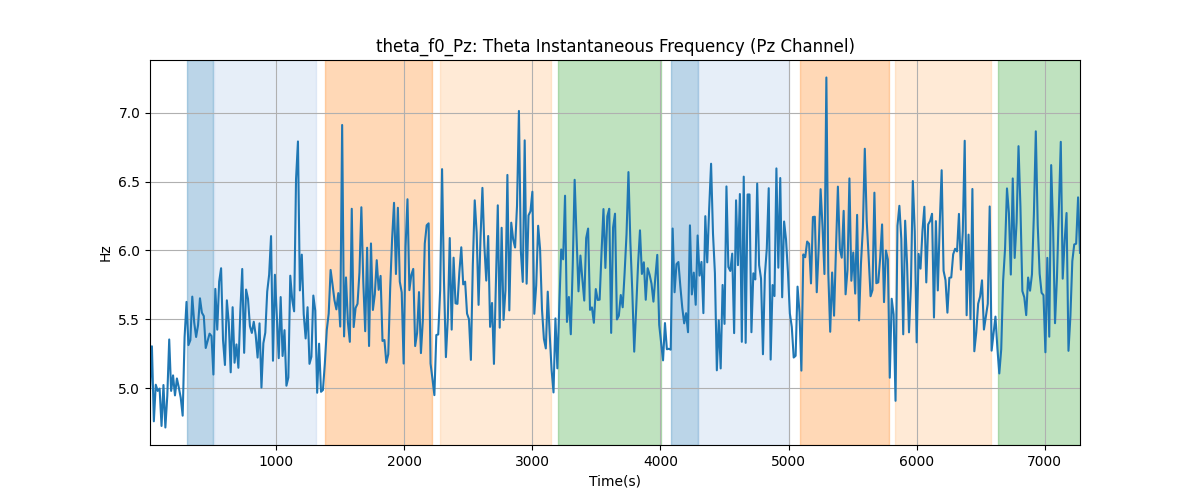 theta_f0_Pz: Theta Instantaneous Frequency (Pz Channel)
7.0
6.5
6.0
5.5
5.0
Hz
1000 2000 3000 4000 5000 6000 7000
Time(s)